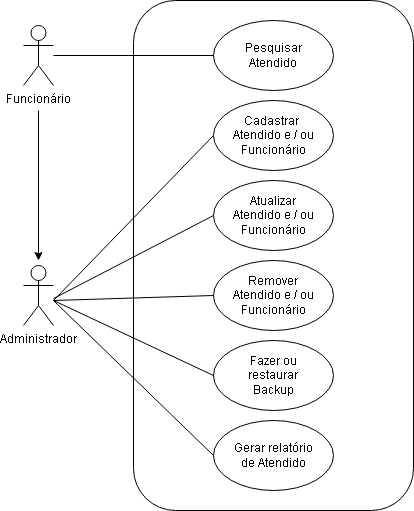 Pesquisar
Atendido
Funcionário
Cadastrar
Atendido e / ou
Funcionário
Atualizar
Atendido e / ou
Funcionário
Remover
Atendido e / ou
Funcionário
Administrador
Fazer ou
restaurar
Backup
Gerar relatório
de Atendido